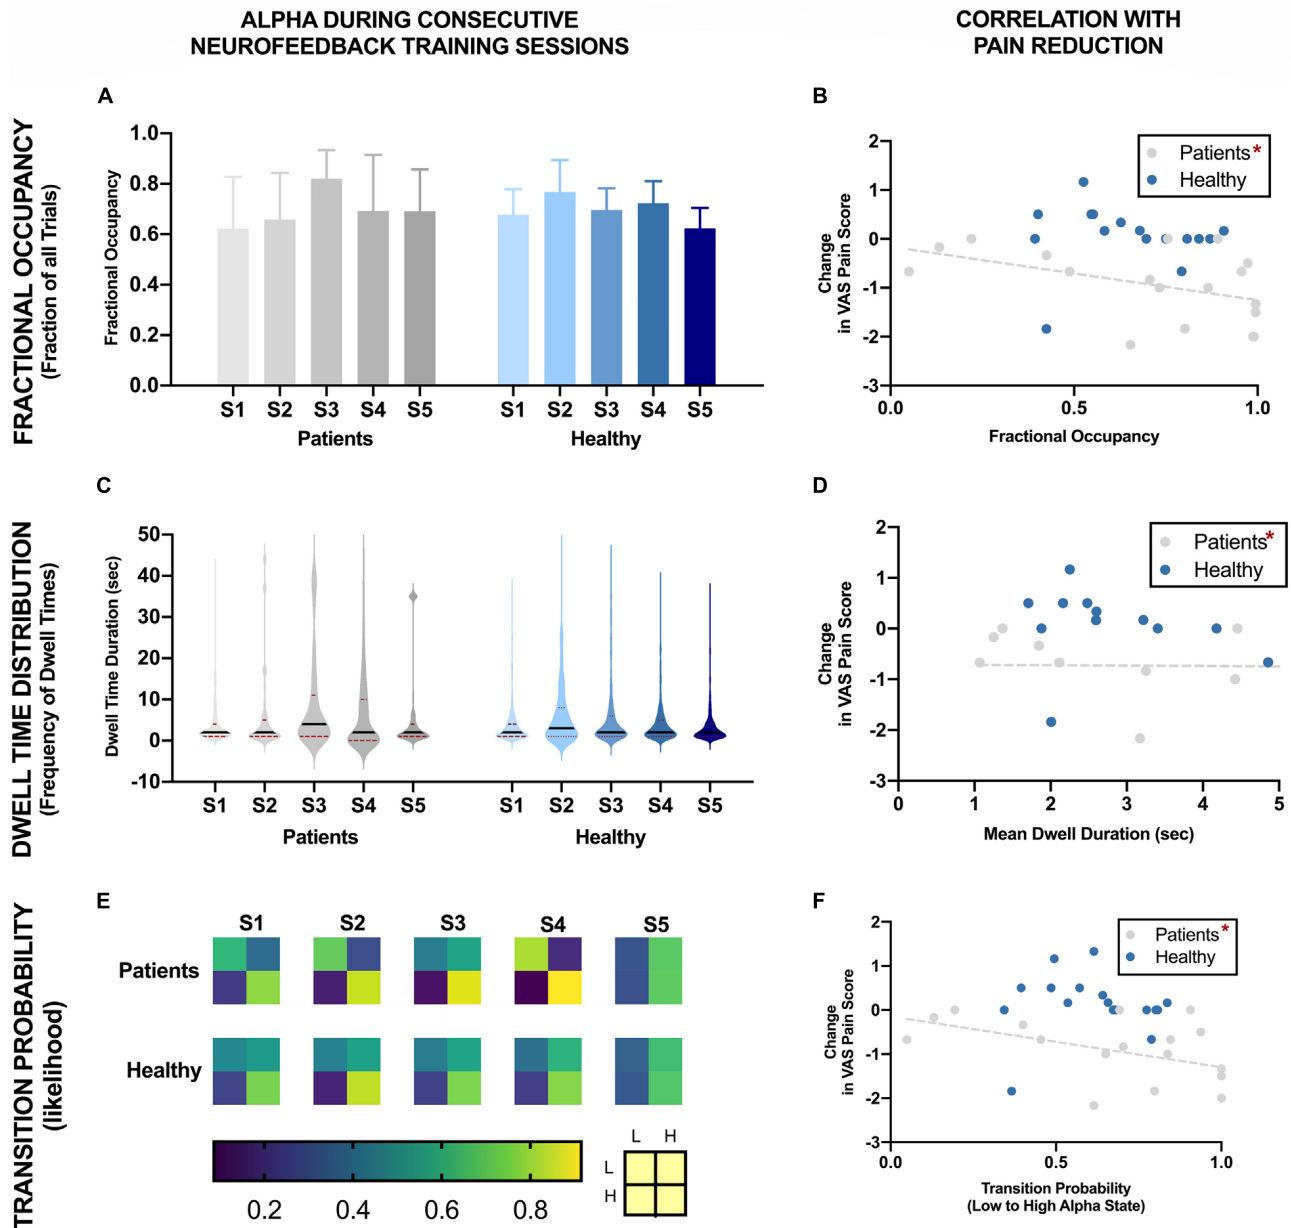 ALPHA DURING CONSECUTIVE
NEUROFEEDBACK TRAINING SESSIONS
CORRELATION WITH
PAIN REDUCTION
FRACTIONAL OCCUPANCY
(Fraction of all Trials)
A
Fractional Occupancy
1.0
0.8
0.6
0.4
0.2
0.0
S1 S2 S3 S4 S5 S1 S2 S3 S4 S5
Patients Healthy
B
Change
in VAS Pain Score
2
1
0
-1
-2
-3
Patients*
Healthy
0.0 0.5 1.0
Fractional Occupancy
DWELL TIME DISTRIBUTION
(Frequency of Dwell Times)
C
Dwell Time Duration (sec)
50
40
30
20
10
0
-10
S1 S2 S3 S4 S5 S1 S2 S3 S4 S5
Patients Healthy
D
Change
in VAS Pain Score
2
1
0
-1
-2
-3
Patients*
Healthy
0 1 2 3 4 5
Mean Dwell Duration (sec)
TRANSITION PROBABILITY
(likelihood)
E
S1 S2 S3 S4 S5
Patients
Healthy
0.2 0.4 0.6 0.8
L H
L
H
F
Change
in VAS Pain Score
2
1
0
-1
-2
-3
Patients*
Healthy
0.0 0.5 1.0
Transition Probability
(Low to High Alpha State)